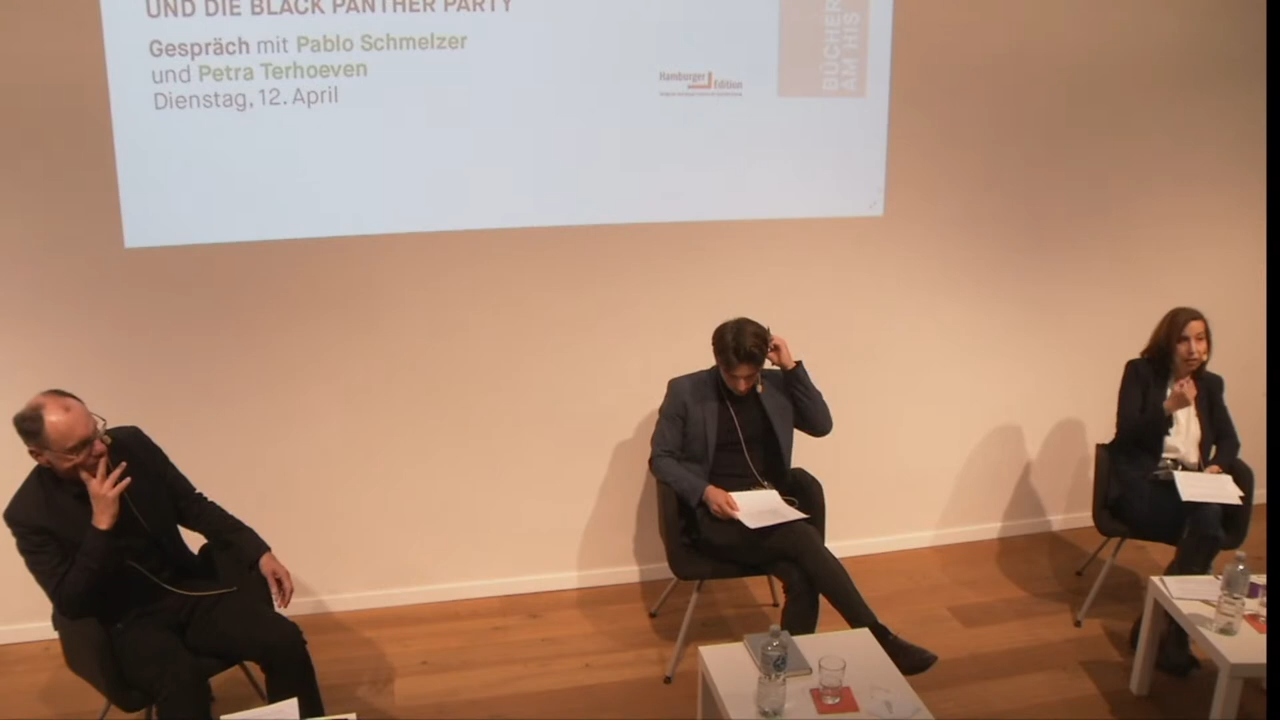 UND DIE BLACK PANTHER PARTY
Gespräch mit Pablo Schmelzer
und Petra Terhoeven
Dienstag, 12. April
Hamburger Edition
BÜCHER
AM HIS